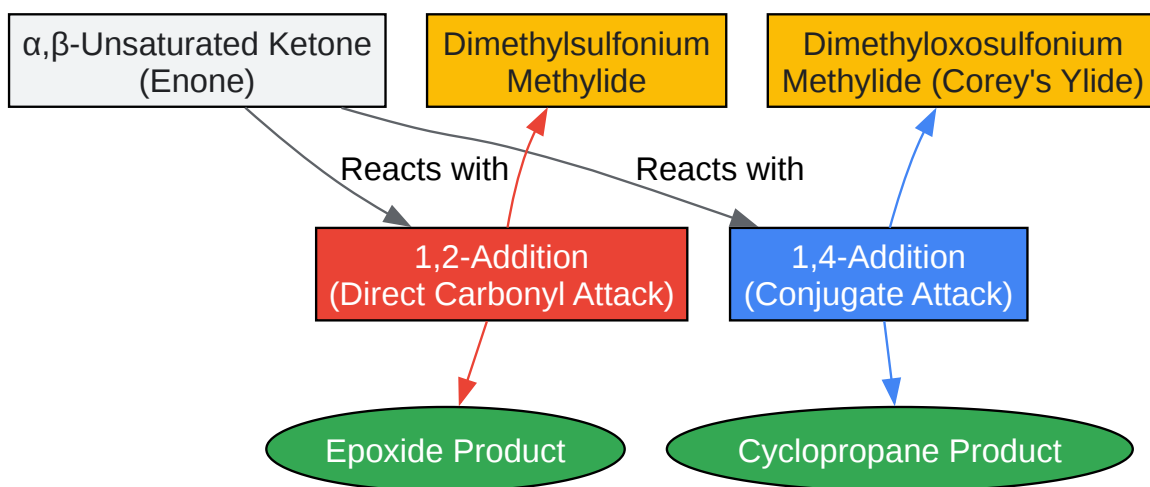 α,β-Unsaturated Ketone
(Enone)
Dimethylsulfonium
Methylide
Dimethyloxosulfonium
Methylide (Corey's Ylide)
Reacts with
Reacts with
1,2-Addition
(Direct Carbonyl Attack)
1,4-Addition
(Conjugate Attack)
Epoxide Product
Cyclopropane Product